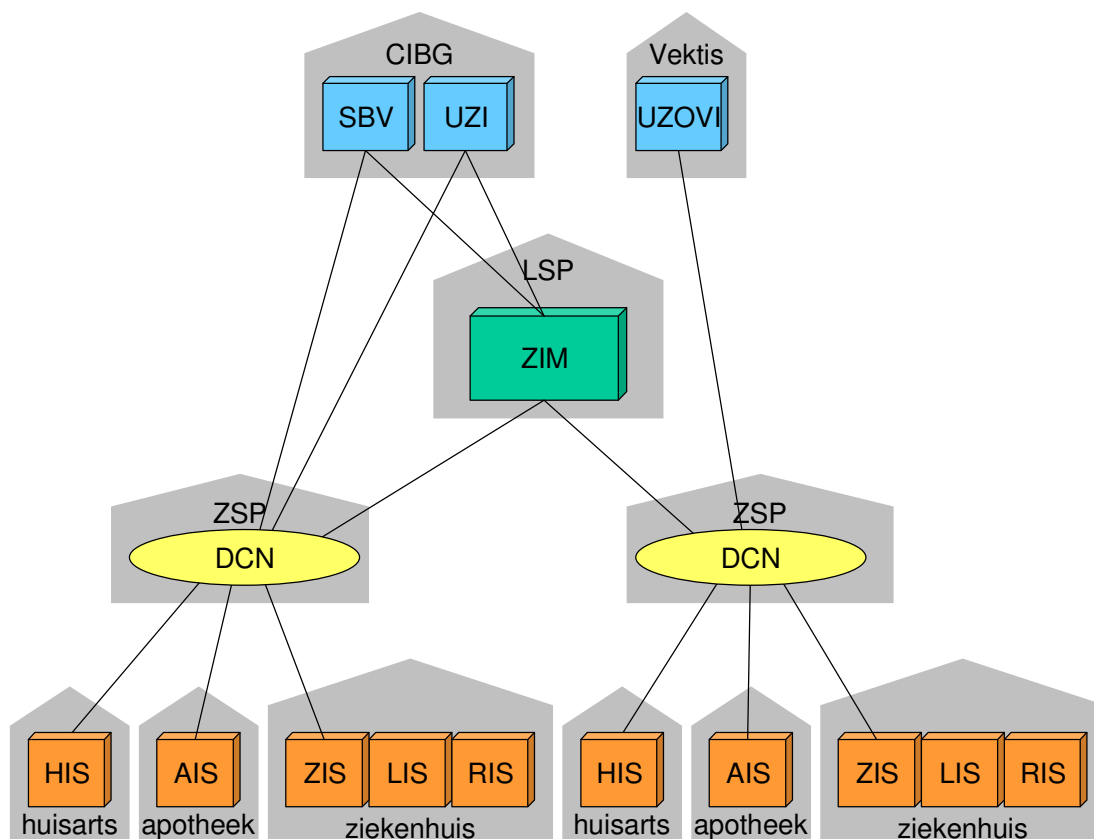 CIBG
Vektis
SBV
UZI
UZOVI
LSP
ZIM
ZSP
ZSP
DCN
DCN
HIS
AIS
ZIS
LIS
RIS
HIS
AIS
ZIS
LIS
RIS
huisarts
apotheek
ziekenhuis
huisarts
apotheek
ziekenhuis